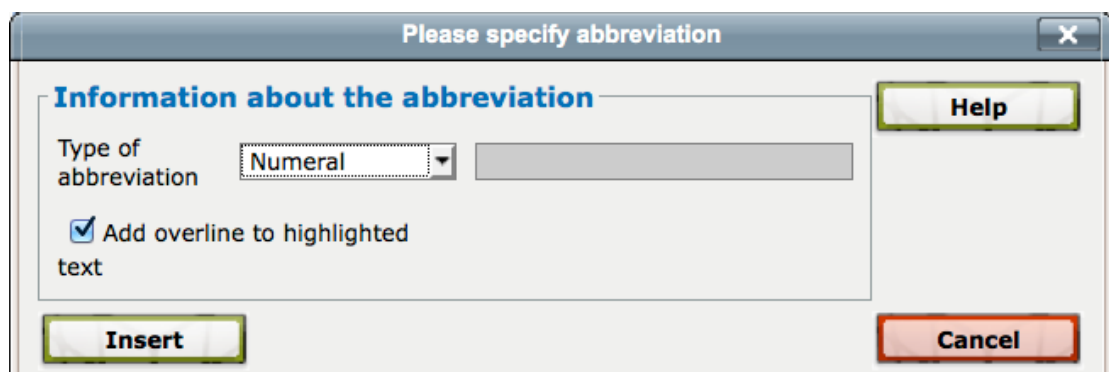 Please specify abbreviation
Information about the abbreviation
Help
Type of
abbreviation
Numeral
Add overline to highlighted
text
Insert
Cancel